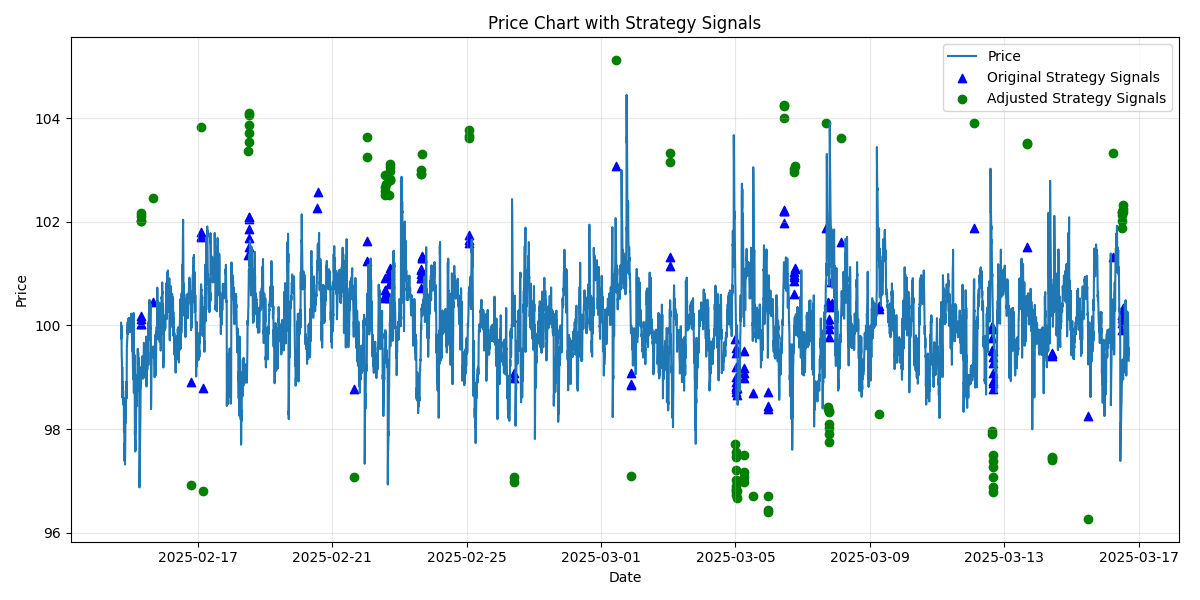 Price Chart with Strategy Signals
Price
Original Strategy Signals
Adjusted Strategy Signals
Price
104
102
100
98
96
2025-02-17
2025-02-21
2025-02-25
2025-03-01
2025-03-05
2025-03-09
2025-03-13
2025-03-17
Date